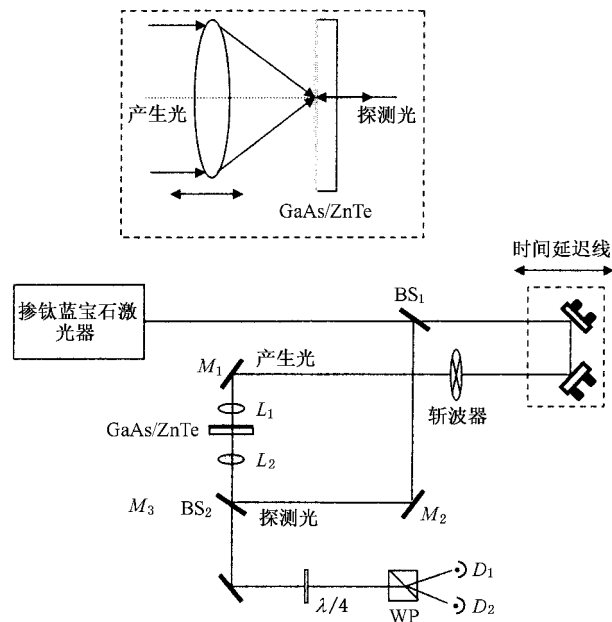 产生光
探测光
GaAs/ZnTe
时间延迟线
掺钛蓝宝石激
光器
BS₁
M₁
产生光
L₁
GaAs/ZnTe
斩波器
L₂
M₃
BS₂
探测光
M₂
λ/4
WP
D₁
D₂